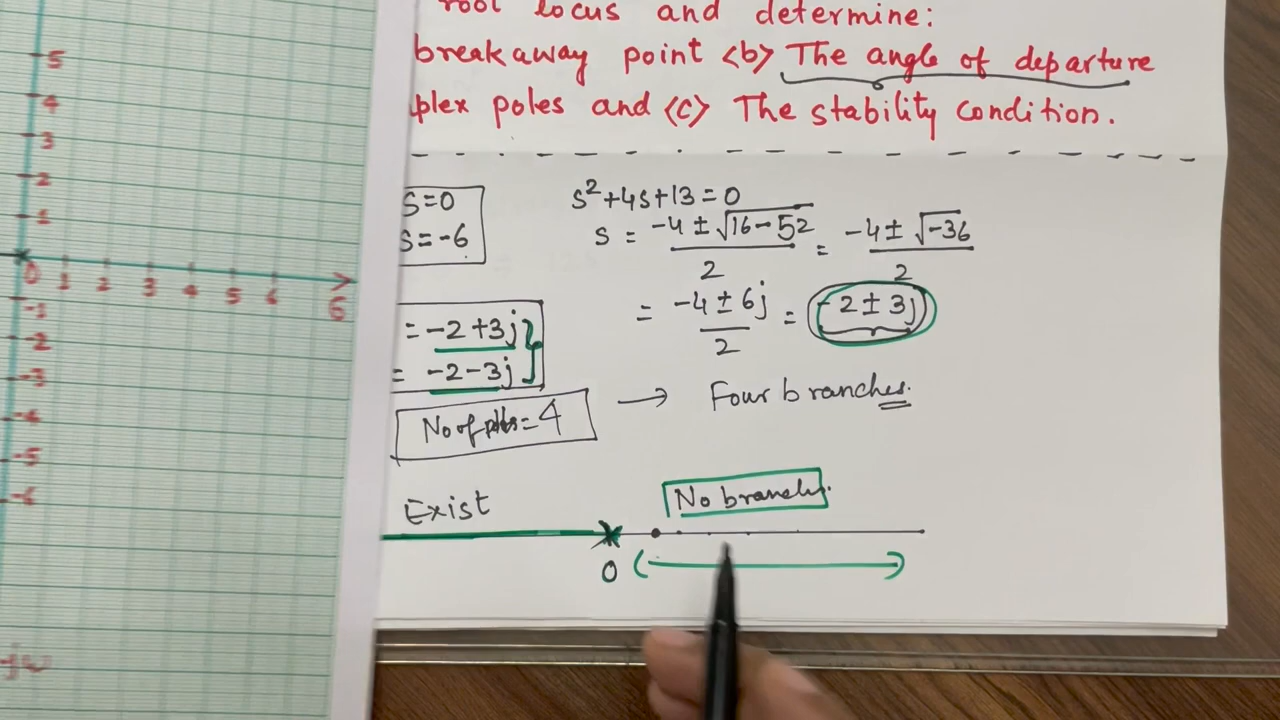 root locus and determine:
breakaway point <b> The angle of departure
plex poles and <c> The stability condition.
s=0
s=-6
s²+4s+13=0
s = -4 ± √16-52 / 2 = -4 ± √-36 / 2
= -4 ± 6j / 2 = -2 ± 3j
= -2+3j
= -2-3j
No of poles=4 → Four branches.
Exist
No branch.
0
5
4
3
2
1
0 1 2 3 4 5 6
6
-1
-2
-3
-4
-5
-6
-jω